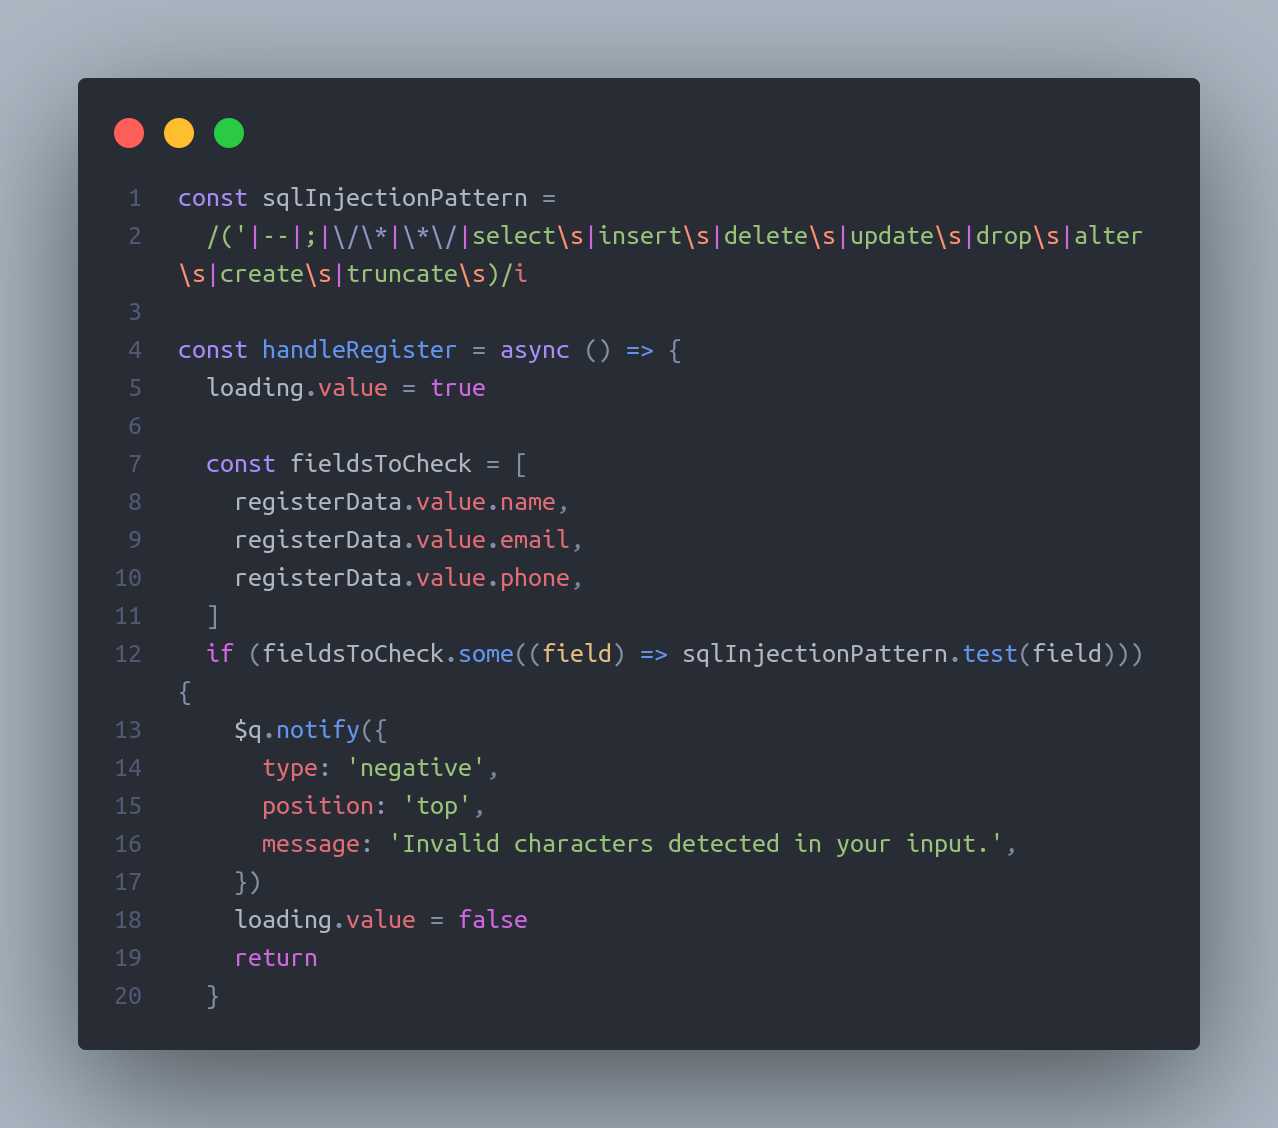 1 const sqlInjectionPattern =
2   /('|--|;|\/\*|\*\/|select\s|insert\s|delete\s|update\s|drop\s|alter
\s|create\s|truncate\s)/i
3
4 const handleRegister = async () => {
5   loading.value = true
6
7   const fieldsToCheck = [
8     registerData.value.name,
9     registerData.value.email,
10     registerData.value.phone,
11   ]
12   if (fieldsToCheck.some((field) => sqlInjectionPattern.test(field)))
{
13     $q.notify({
14       type: 'negative',
15       position: 'top',
16       message: 'Invalid characters detected in your input.',
17     })
18     loading.value = false
19     return
20   }